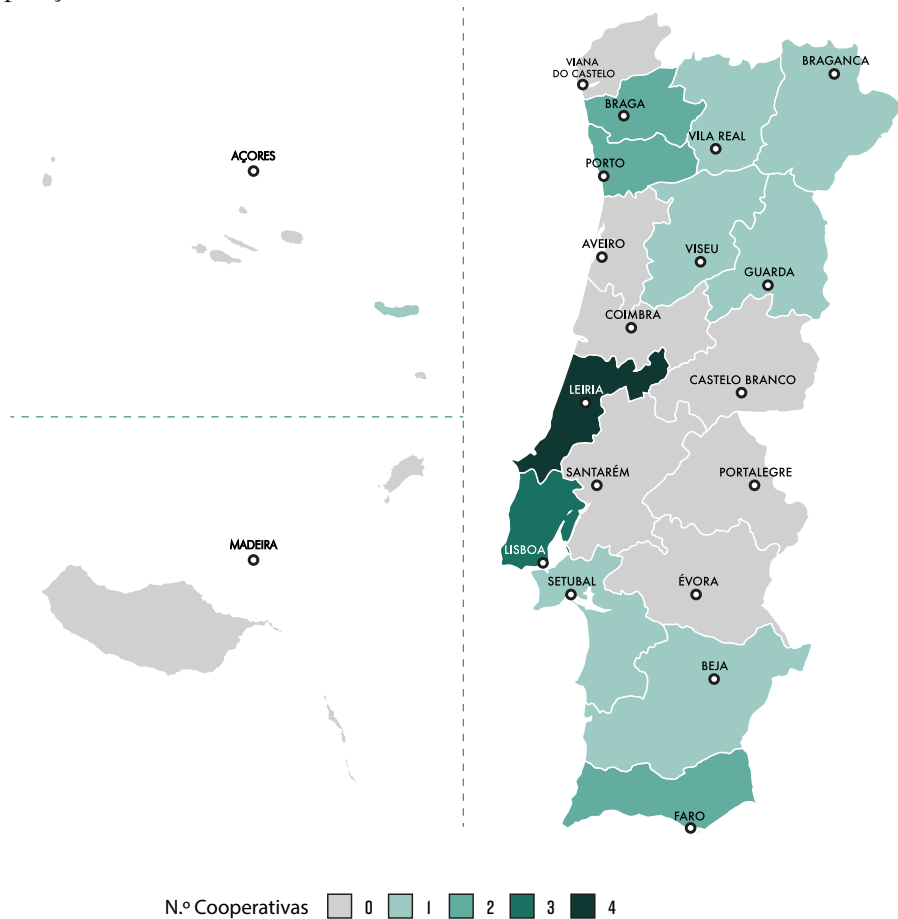 VIANA
DO CASTELO
BRAGANCA
BRAGA
VILA REAL
AÇORES
PORTO
AVEIRO
VISEU
GUARDA
COIMBRA
LEIRIA
CASTELO BRANCO
SANTARÉM
PORTALEGRE
MADEIRA
LISBOA
SETUBAL
ÉVORA
BEJA
FARO
N.º Cooperativas 0 1 2 3 4